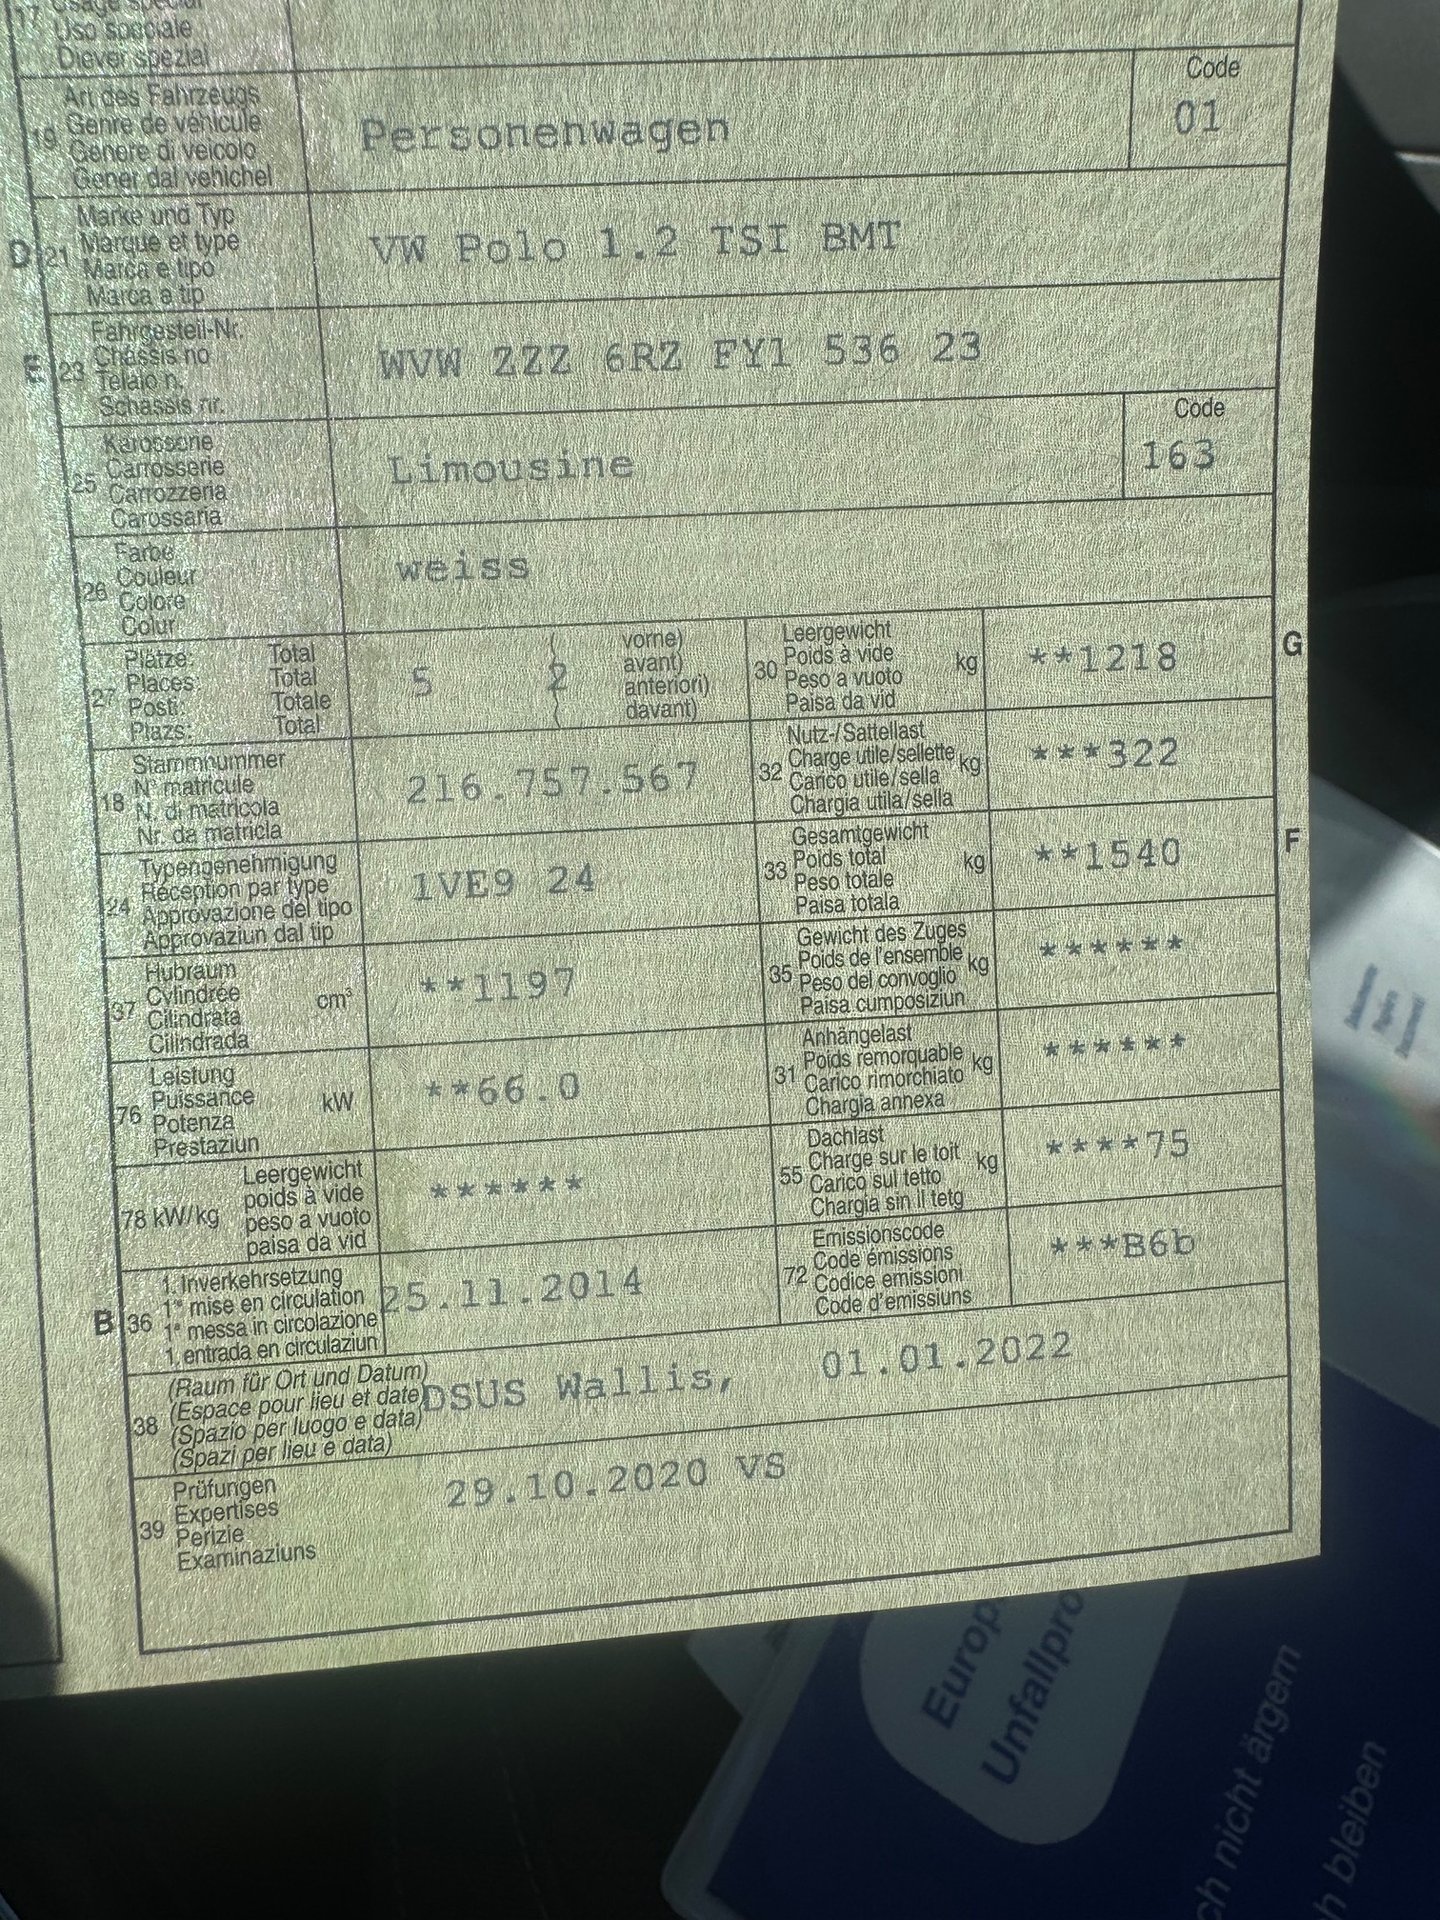 17 Usage spécial
Uso speciale
Diever spezial
Art des Fahrzeugs
19 Genre de véhicule
Genere di veicolo
Gener dal vehichel
Personenwagen
Code
01
Marke und Typ
D 21 Marque et type
Marca e tipo
Marca e tip
VW Polo 1.2 TSI BMT
Fahrgestell-Nr.
E 23 Châssis no
Telaio n.
Schassis nr.
WVW ZZZ 6RZ FY1 536 23
Karosserie
25 Carrosserie
Carrozzeria
Carossaria
Limousine
Code
163
Farbe
26 Couleur
Colore
Colur
weiss
Plätze: Total
27 Places: Total
Posti: Totale
Plazs: Total
5 ( 2 vorne)
avant)
anteriori)
davant)
Leergewicht
30 Poids à vide kg
Peso a vuoto
Paisa da vid
**1218
G
Stammnummer
18 N° matricule
N. di matricola
Nr. da matricla
216.757.567
Nutz-/Sattellast
32 Charge utile/sellette kg
Carico utile/sella
Chargia utila/sella
***322
Typengenehmigung
24 Réception par type
Approvazione del tipo
Approvaziun dal tip
1VE9 24
Gesamtgewicht
33 Poids total kg
Peso totale
Paisa totala
**1540
F
Hubraum
37 Cylindrée cm³
Cilindrata
Cilindrada
**1197
Gewicht des Zuges
35 Poids de l'ensemble kg
Peso del convoglio
Paisa cumposiziun
******
Leistung
76 Puissance kW
Potenza
Prestaziun
**66.0
Anhängelast
31 Poids remorquable kg
Carico rimorchiato
Chargia annexa
******
Leergewicht
78 kW/kg poids à vide
peso a vuoto
paisa da vid
******
Dachlast
55 Charge sur le toit kg
Carico sul tetto
Chargia sin il tetg
****75
1. Inverkehrsetzung
B 36 1re mise en circulation
1a messa in circolazione
1. entrada en circulaziun
25.11.2014
Emissionscode
72 Code émissions
Codice emissioni
Code d'emissiuns
***B6b
(Raum für Ort und Datum)
38 (Espace pour lieu et date)
(Spazio per luogo e data)
(Spazi per lieu e data)
DSUS Wallis, 01.01.2022
Prüfungen
39 Expertises
Perizie
Examinaziuns
29.10.2020 VS
Europ
Unfallpro
ch nicht ärgern
h bleiben